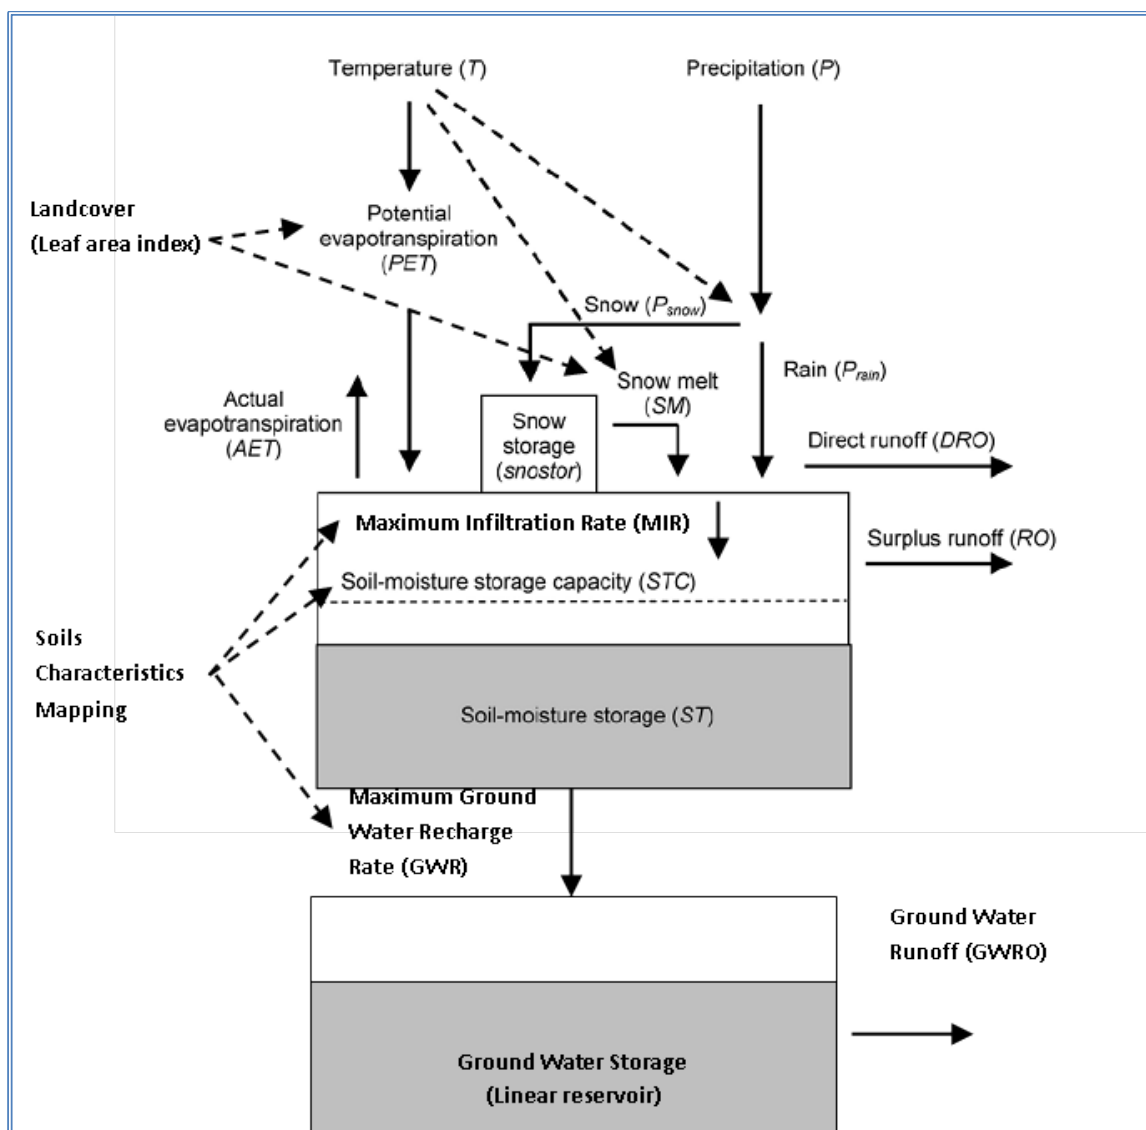 Temperature (T)
Precipitation (P)
Landcover
(Leaf area index)
Potential
evapotranspiration
(PET)
Snow (Psnow)
Rain (Prain)
Snow melt
(SM)
Actual
evapotranspiration
(AET)
Snow
storage
(snostor)
Direct runoff (DRO)
Maximum Infiltration Rate (MIR)
Surplus runoff (RO)
Soil-moisture storage capacity (STC)
Soils
Characteristics
Mapping
Soil-moisture storage (ST)
Maximum Ground
Water Recharge
Rate (GWR)
Ground Water
Runoff (GWRO)
Ground Water Storage
(Linear reservoir)